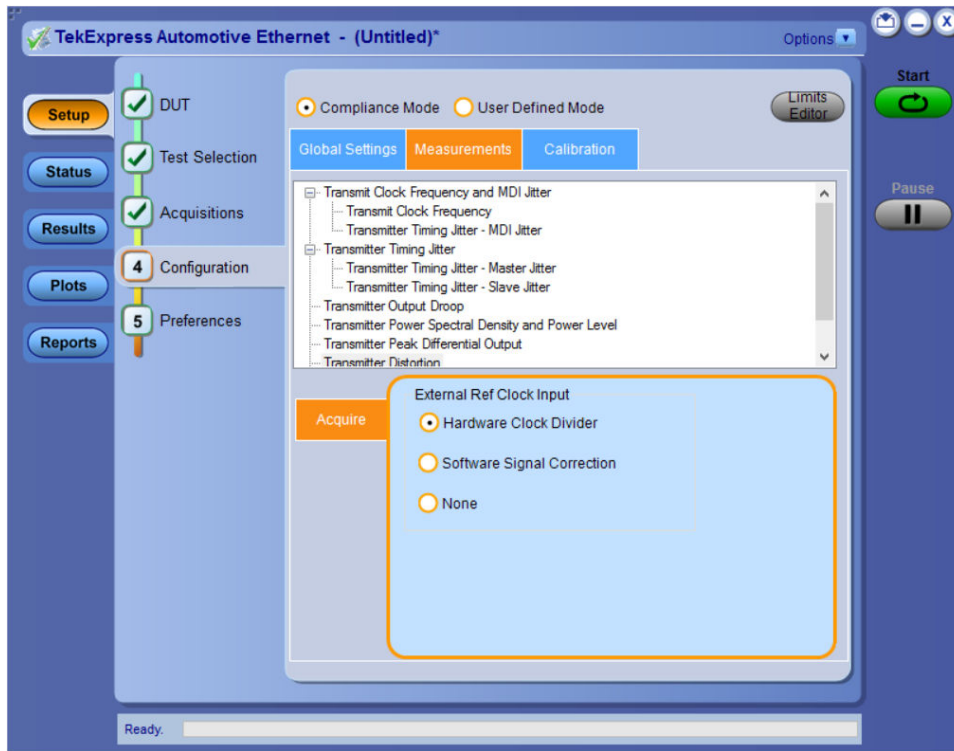 TekExpress Automotive Ethernet - (Untitled)*
Options
X
Setup
Status
Results
Plots
Reports
DUT
Test Selection
Acquisitions
4 Configuration
5 Preferences
Compliance Mode User Defined Mode
Limits
Editor
Global Settings Measurements Calibration
Transmit Clock Frequency and MDI Jitter
Transmit Clock Frequency
Transmitter Timing Jitter - MDI Jitter
Transmitter Timing Jitter
Transmitter Timing Jitter - Master Jitter
Transmitter Timing Jitter - Slave Jitter
Transmitter Output Droop
Transmitter Power Spectral Density and Power Level
Transmitter Peak Differential Output
Transmitter Distortion
Acquire
External Ref Clock Input
Hardware Clock Divider
Software Signal Correction
None
Start
Pause
Ready.